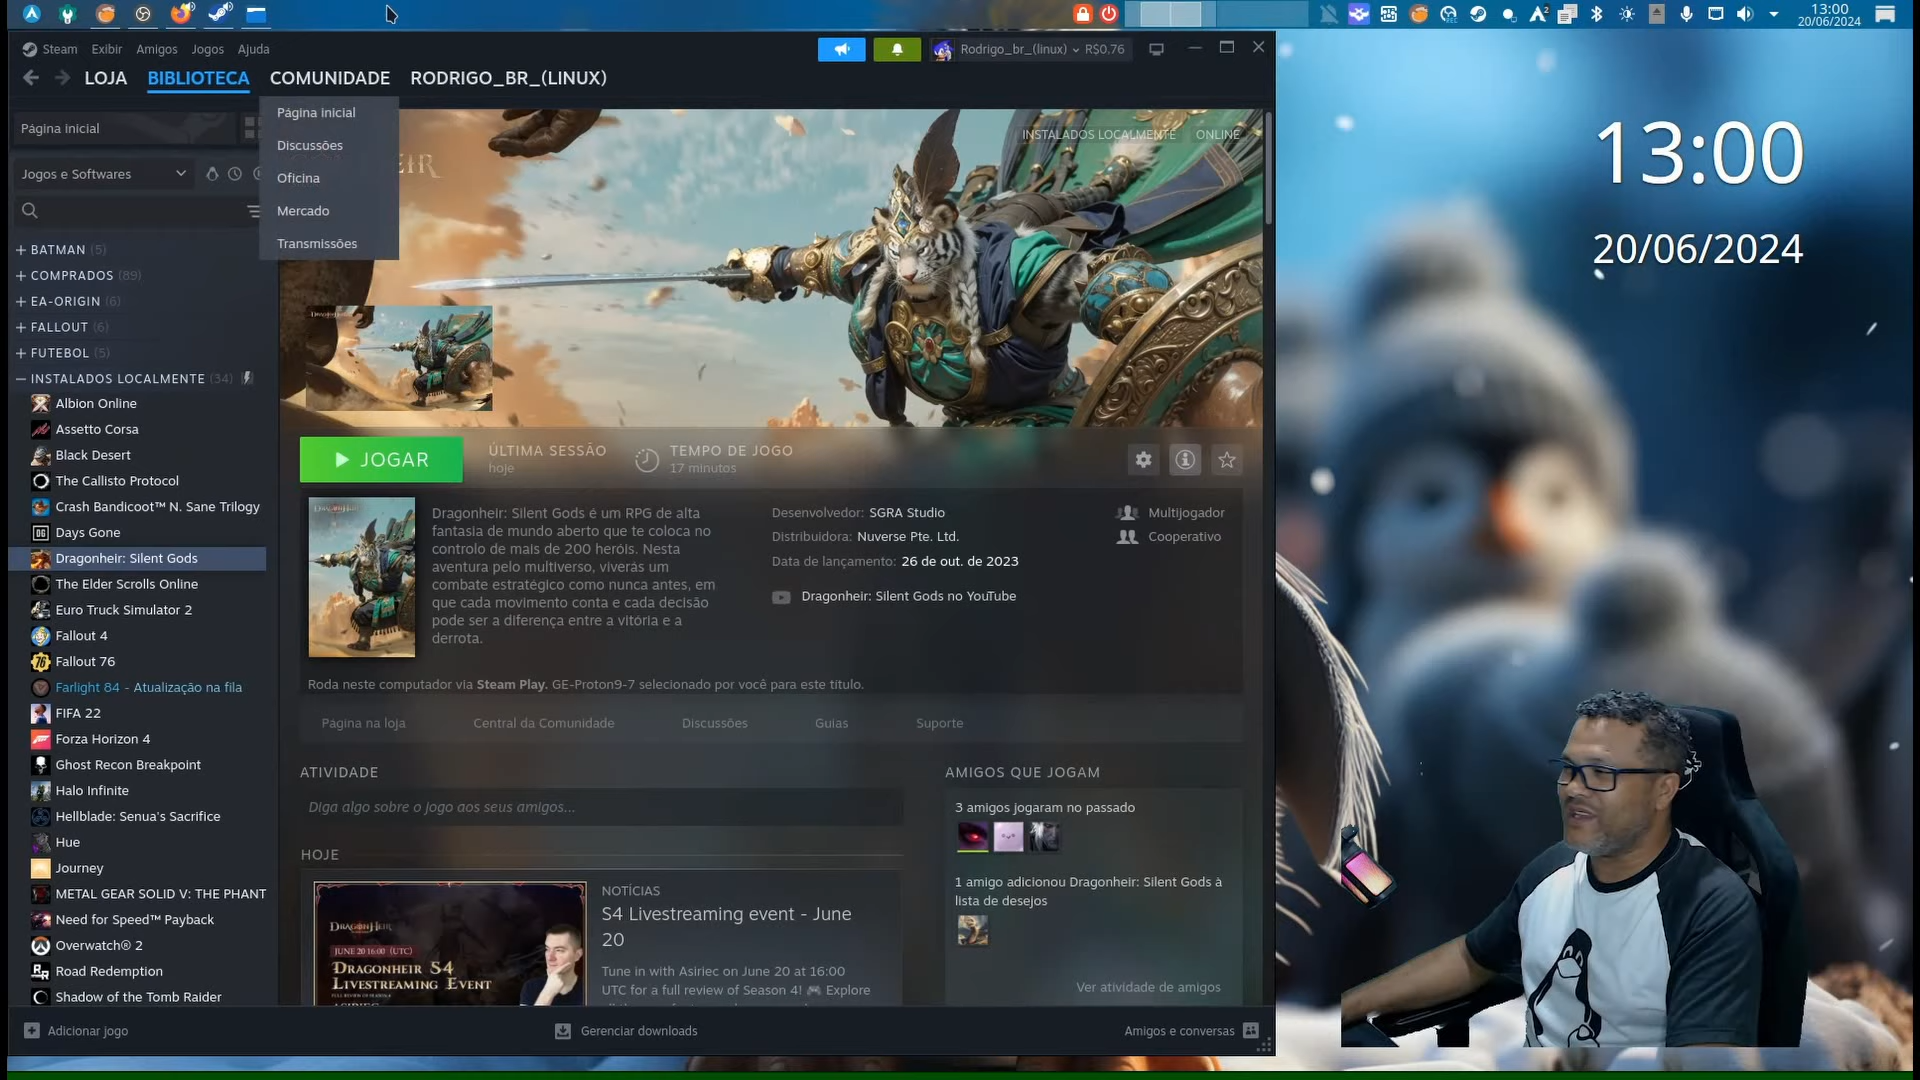 13:00
20/06/2024
Steam Exibir Amigos Jogos Ajuda
Rodrigo_br_(linux) R$0,76
LOJA BIBLIOTECA COMUNIDADE RODRIGO_BR_(LINUX)
Página inicial
Discussões
Oficina
Mercado
Transmissões
Página inicial
Jogos e Softwares
+ BATMAN (5)
+ COMPRADOS (89)
+ EA-ORIGIN (6)
+ FALLOUT (6)
+ FUTEBOL (5)
— INSTALADOS LOCALMENTE (34)
Albion Online
Assetto Corsa
Black Desert
The Callisto Protocol
Crash Bandicoot™ N. Sane Trilogy
Days Gone
Dragonheir: Silent Gods
The Elder Scrolls Online
Euro Truck Simulator 2
Fallout 4
Fallout 76
Farlight 84 - Atualização na fila
FIFA 22
Forza Horizon 4
Ghost Recon Breakpoint
Halo Infinite
Hellblade: Senua's Sacrifice
Hue
Journey
METAL GEAR SOLID V: THE PHANT
Need for Speed™ Payback
Overwatch® 2
Road Redemption
Shadow of the Tomb Raider
INSTALADOS LOCALMENTE ONLINE
JOGAR
ÚLTIMA SESSÃO
hoje
TEMPO DE JOGO
17 minutos
Dragonheir: Silent Gods é um RPG de alta
fantasia de mundo aberto que te coloca no
controlo de mais de 200 heróis. Nesta
aventura pelo multiverso, viverás um
combate estratégico como nunca antes, em
que cada movimento conta e cada decisão
pode ser a diferença entre a vitória e a
derrota.
Desenvolvedor: SGRA Studio
Distribuidora: Nuverse Pte. Ltd.
Data de lançamento: 26 de out. de 2023
Dragonheir: Silent Gods no YouTube
Multijogador
Cooperativo
Roda neste computador via Steam Play. GE-Proton9-7 selecionado por você para este título.
Página na loja Central da Comunidade Discussões Guias Suporte
ATIVIDADE
Diga algo sobre o jogo aos seus amigos...
HOJE
DRAGONHEIR
JUNE 20 16:00 (UTC)
DRAGONHEIR S4
LIVESTREAMING EVENT
NOTÍCIAS
S4 Livestreaming event - June
20
Tune in with Asiriec on June 20 at 16:00
UTC for a full review of Season 4! 🎮 Explore
AMIGOS QUE JOGAM
3 amigos jogaram no passado
1 amigo adicionou Dragonheir: Silent Gods à
lista de desejos
Ver atividade de amigos
Adicionar jogo
Gerenciar downloads
Amigos e conversas
13:00
20/06/2024